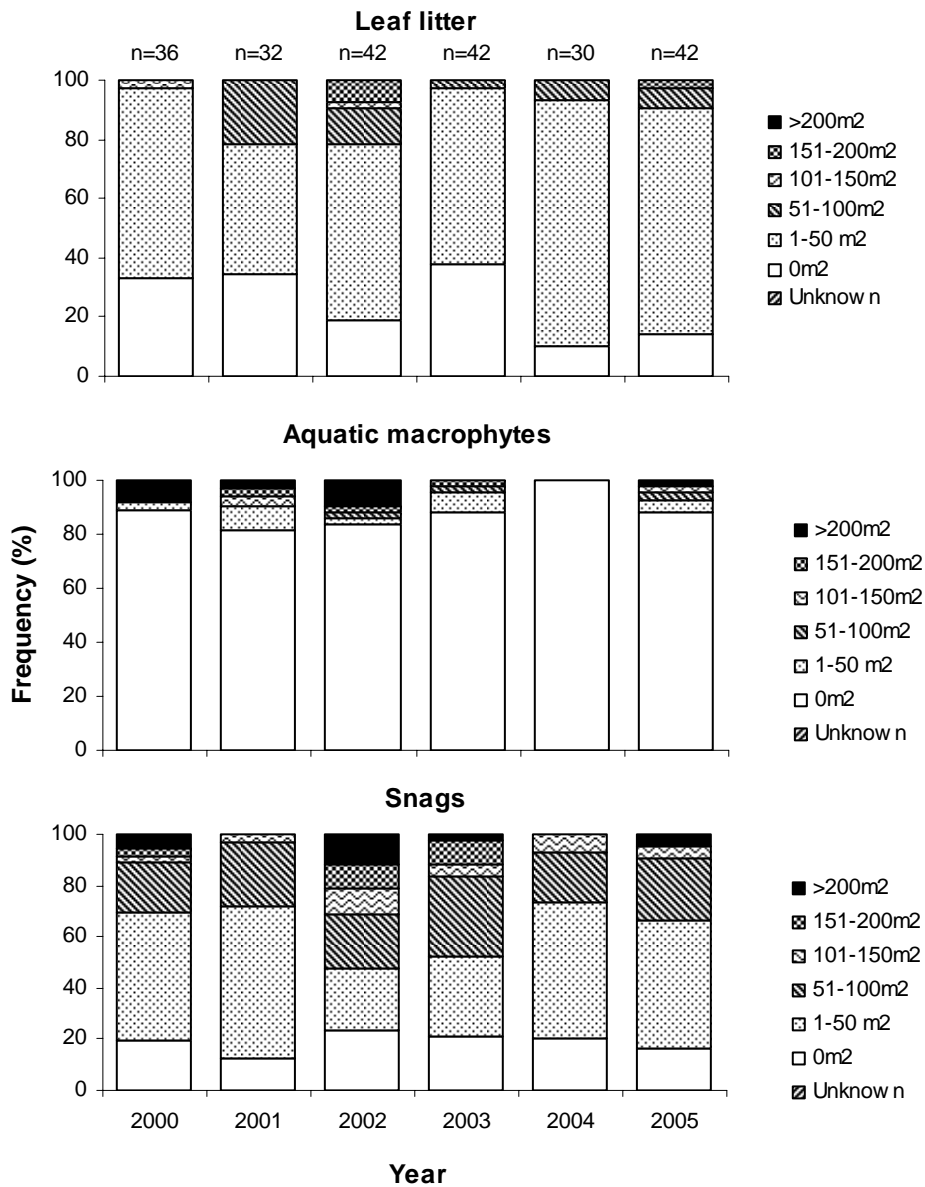 Leaf litter
n=36 n=32 n=42 n=42 n=30 n=42
100
80
60
40
20
0
>200m2
151-200m2
101-150m2
51-100m2
1-50 m2
0m2
Unknow n
Aquatic macrophytes
Frequency (%)
100
80
60
40
20
0
>200m2
151-200m2
101-150m2
51-100m2
1-50 m2
0m2
Unknow n
Snags
100
80
60
40
20
0
>200m2
151-200m2
101-150m2
51-100m2
1-50 m2
0m2
Unknow n
2000 2001 2002 2003 2004 2005
Year